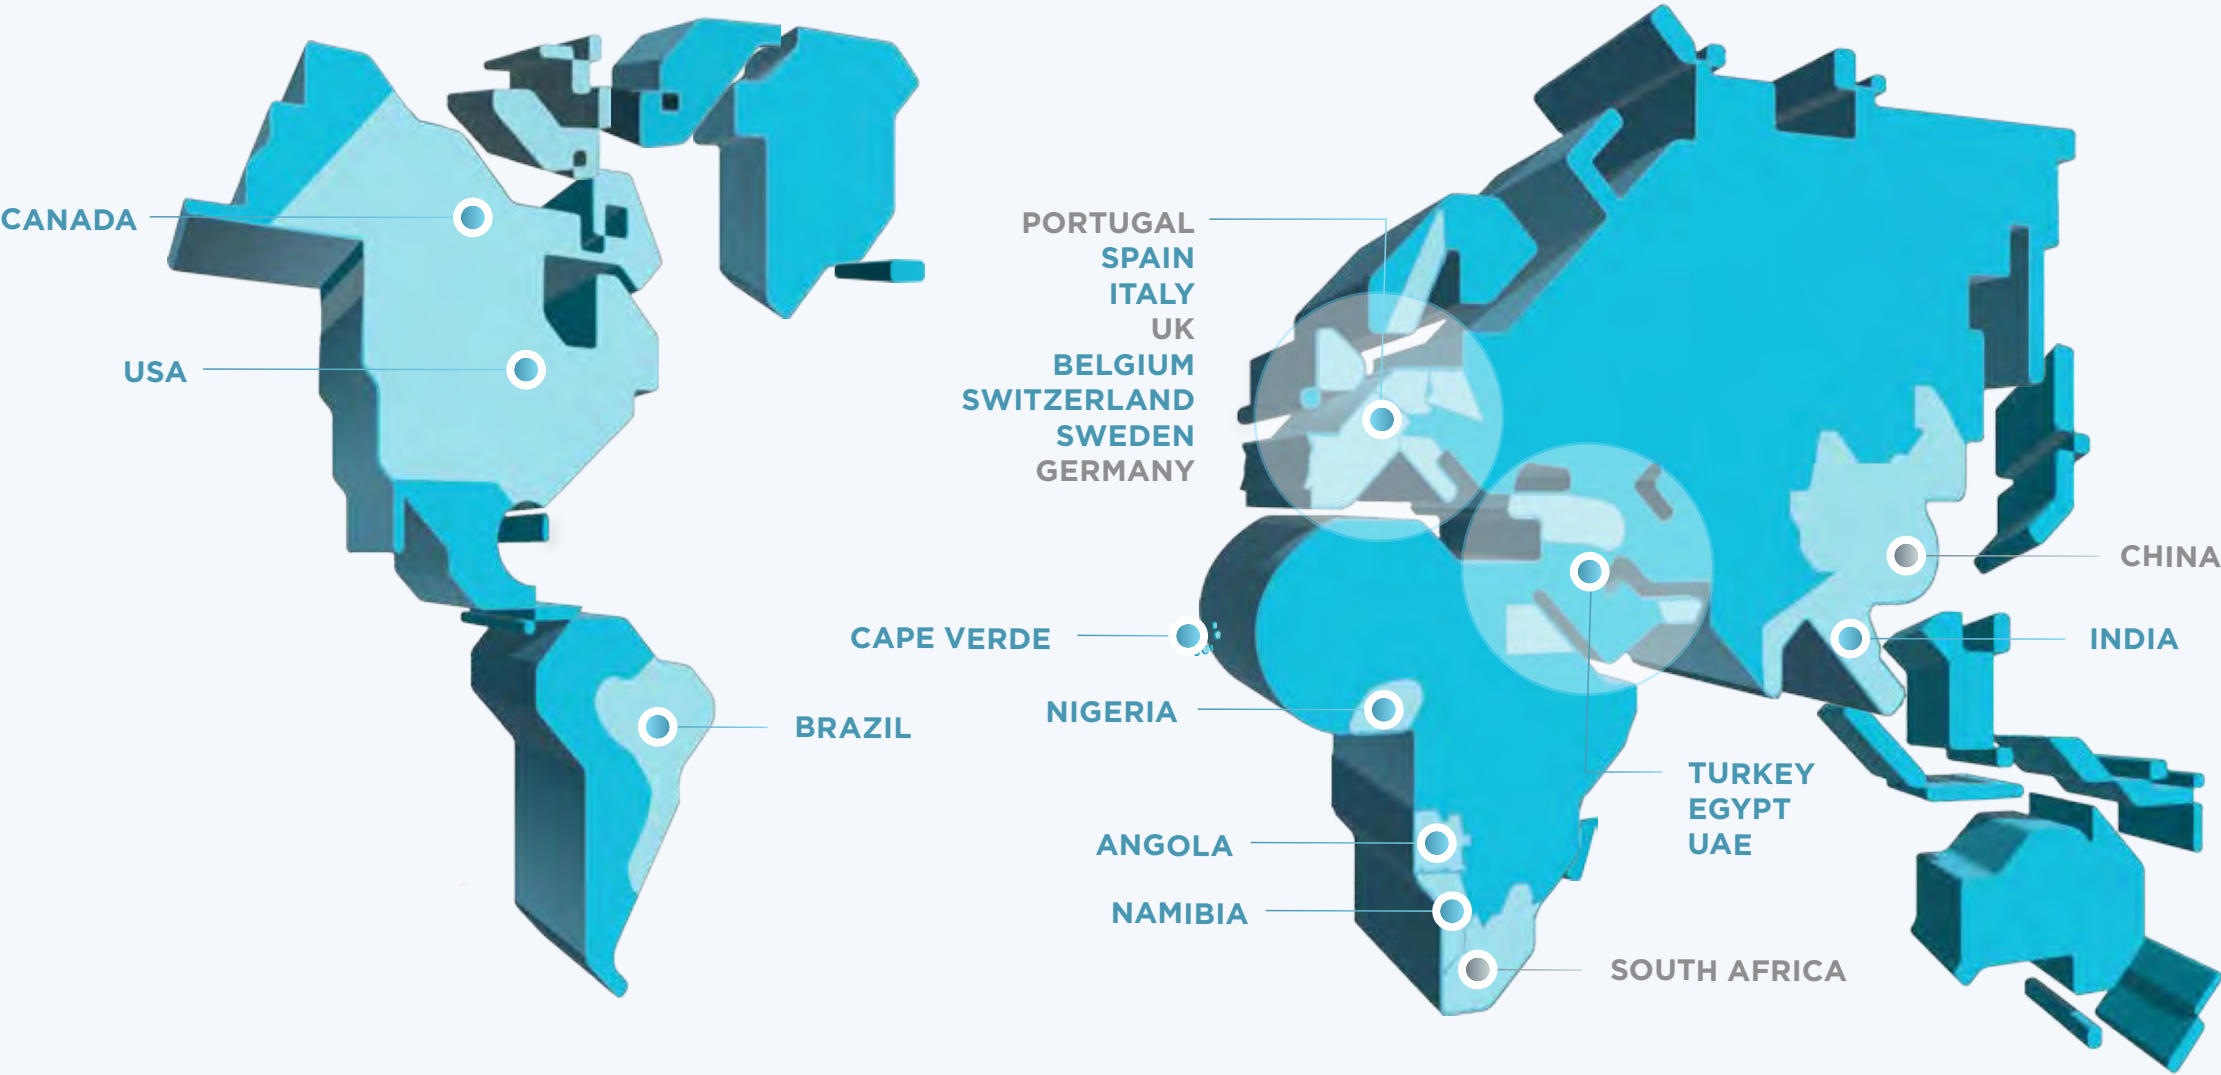 CANADA
USA
BRAZIL
PORTUGAL
SPAIN
ITALY
UK
BELGIUM
SWITZERLAND
SWEDEN
GERMANY
CAPE VERDE
NIGERIA
ANGOLA
NAMIBIA
SOUTH AFRICA
TURKEY
EGYPT
UAE
CHINA
INDIA